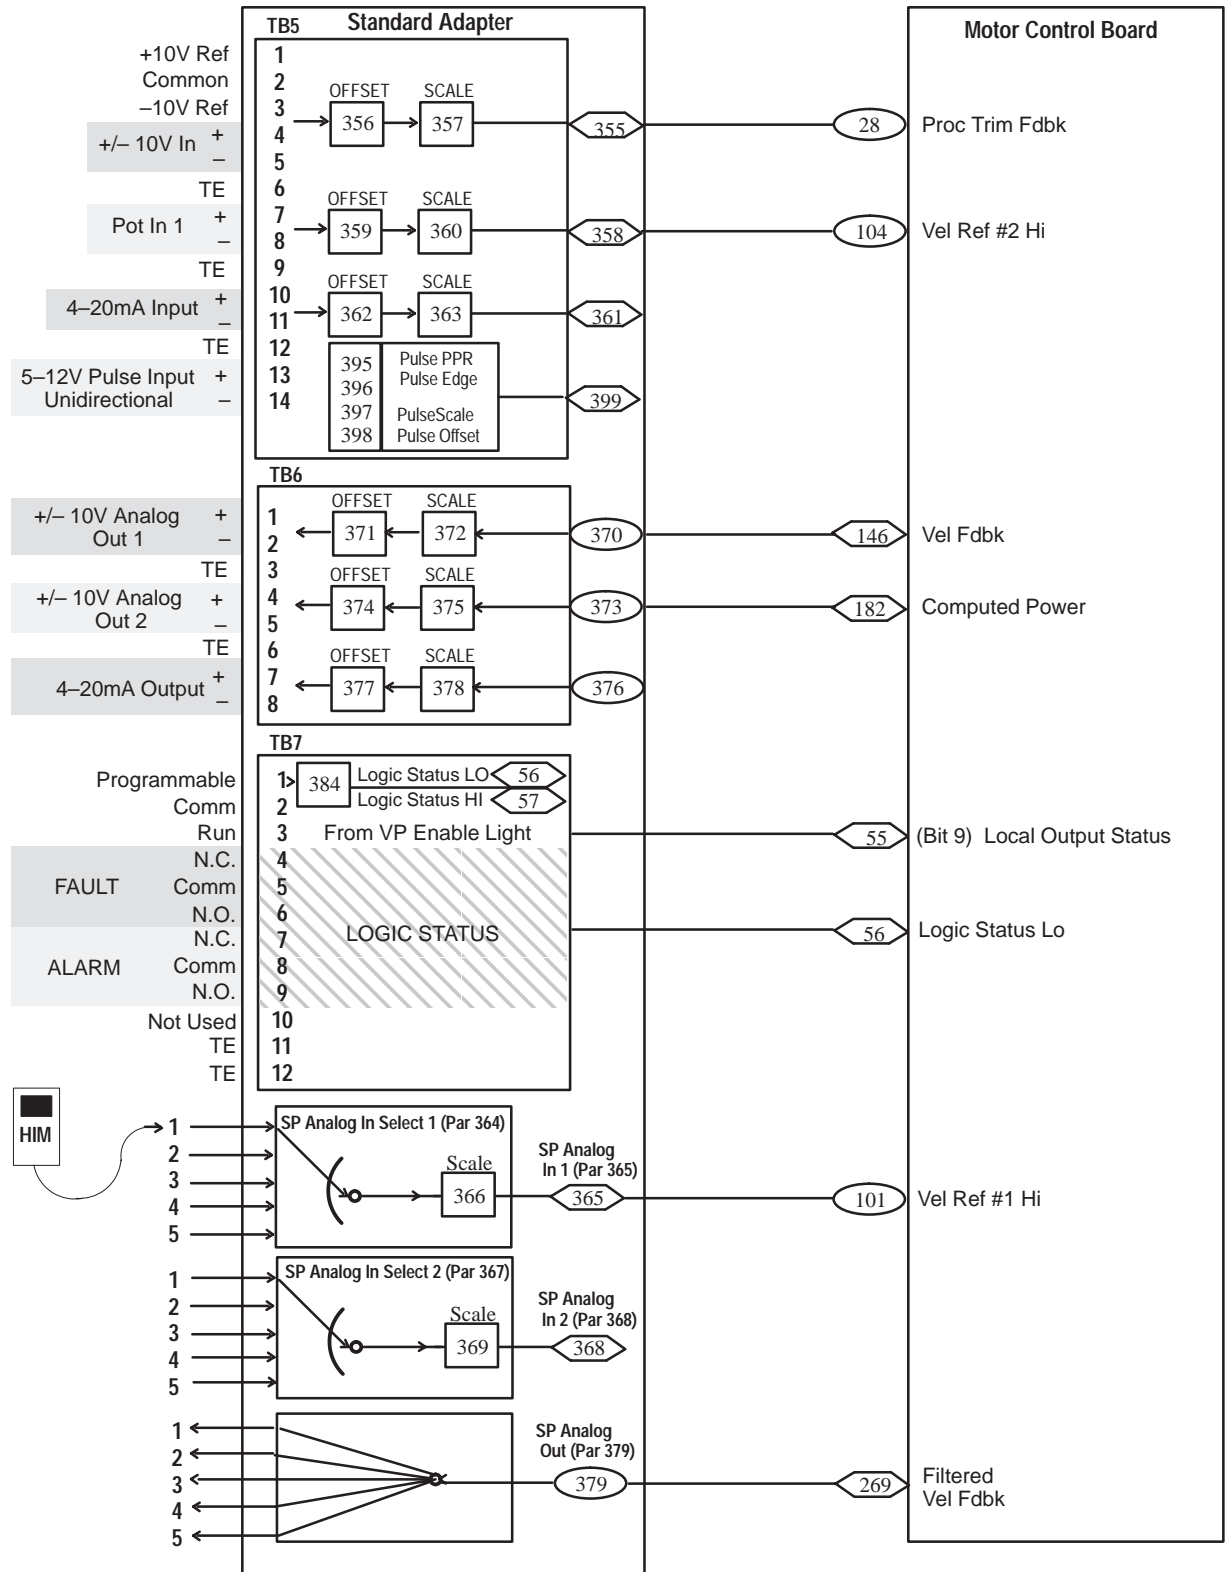 TB5 Standard Adapter
Motor Control Board
+10V Ref 1
Common 2
–10V Ref 3
OFFSET SCALE
+/– 10V In + –
4
5
356 357 355 28 Proc Trim Fdbk
TE 6
OFFSET SCALE
Pot In 1 + –
7
8
359 360 358 104 Vel Ref #2 Hi
TE 9
OFFSET SCALE
4–20mA Input + –
10
11
362 363 361
TE 12
5–12V Pulse Input +
Unidirectional –
13
14
395 Pulse PPR
396 Pulse Edge
397 PulseScale
398 Pulse Offset
399
TB6
OFFSET SCALE
+/– 10V Analog +
Out 1 –
1
2
371 372 370 146 Vel Fdbk
TE 3
OFFSET SCALE
+/– 10V Analog +
Out 2 –
4
5
374 375 373 182 Computed Power
TE 6
OFFSET SCALE
4–20mA Output + –
7
8
377 378 376
TB7
Programmable 1 384 Logic Status LO 56
Comm 2 Logic Status HI 57
Run 3 From VP Enable Light 55 (Bit 9) Local Output Status
N.C. 4
FAULT Comm 5
N.O. 6
N.C. 7 LOGIC STATUS 56 Logic Status Lo
ALARM Comm 8
N.O. 9
Not Used 10
TE 11
TE 12
HIM
1
2
3
4
5
SP Analog In Select 1 (Par 364)
Scale
366
SP Analog
In 1 (Par 365)
365 101 Vel Ref #1 Hi
1
2
3
4
5
SP Analog In Select 2 (Par 367)
Scale
369
SP Analog
In 2 (Par 368)
368
1
2
3
4
5
SP Analog
Out (Par 379)
379 269 Filtered
Vel Fdbk